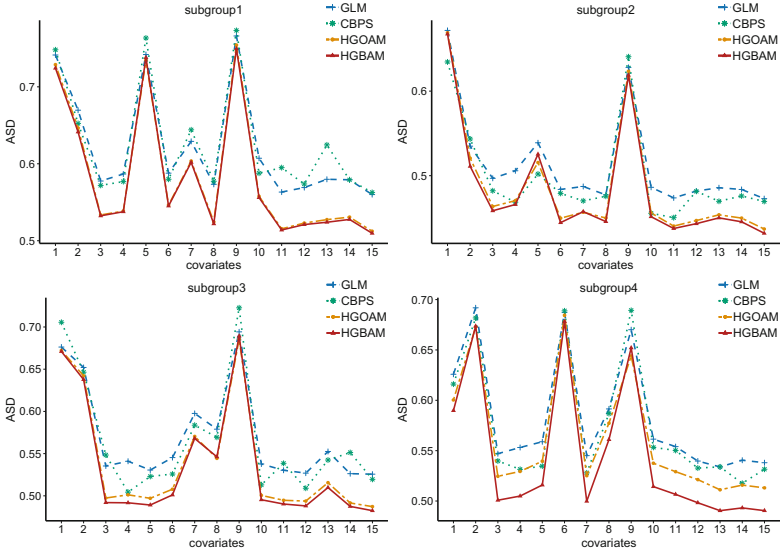 subgroup1
GLM
CBPS
HGOAM
HGBAM
0.7
0.6
0.5
ASD
1 2 3 4 5 6 7 8 9 10 11 12 13 14 15
covariates
subgroup2
GLM
CBPS
HGOAM
HGBAM
0.6
0.5
ASD
1 2 3 4 5 6 7 8 9 10 11 12 13 14 15
covariates
subgroup3
GLM
CBPS
HGOAM
HGBAM
0.70
0.65
0.60
0.55
0.50
ASD
1 2 3 4 5 6 7 8 9 10 11 12 13 14 15
covariates
subgroup4
GLM
CBPS
HGOAM
HGBAM
0.70
0.65
0.60
0.55
0.50
ASD
1 2 3 4 5 6 7 8 9 10 11 12 13 14 15
covariates